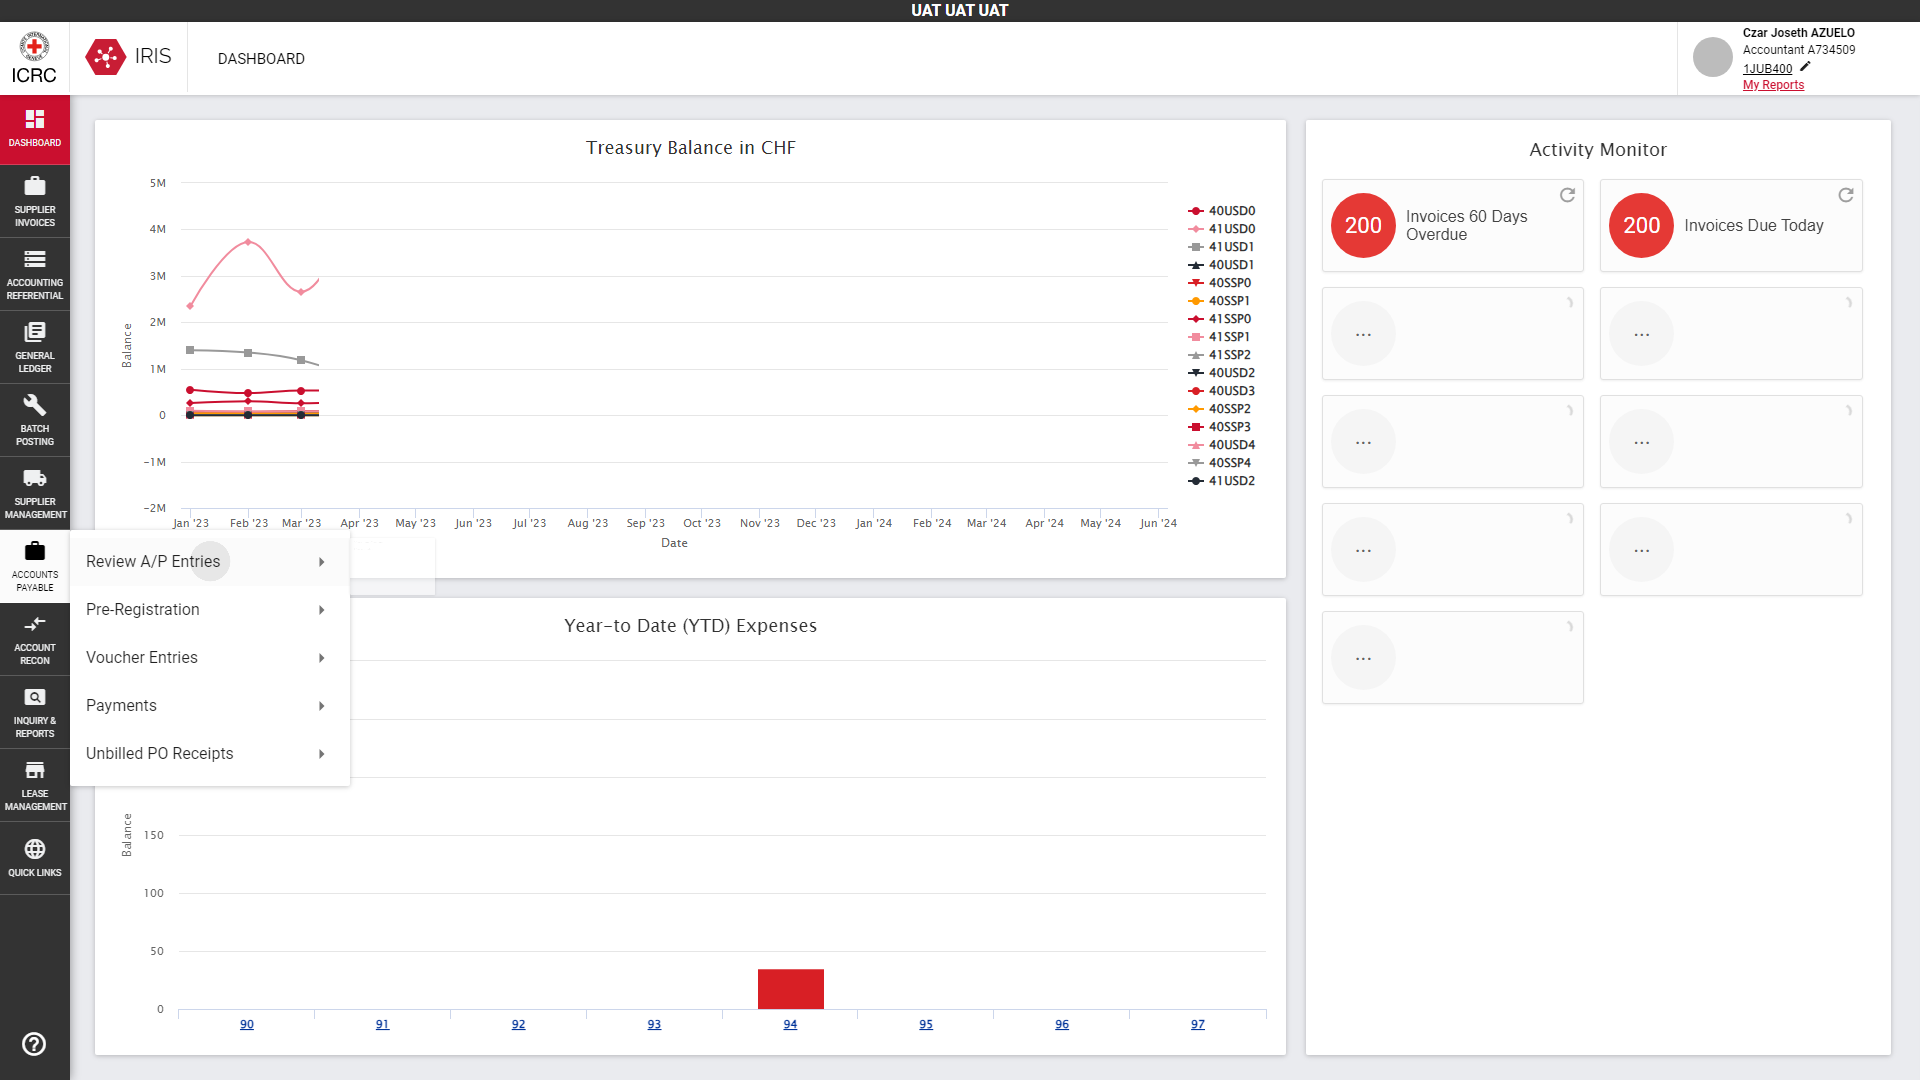 UAT UAT UAT
ICRC
IRIS
DASHBOARD
Czar Joseth AZUELO
Accountant A734509
1JUB400
My Reports
DASHBOARD
SUPPLIER
INVOICES
ACCOUNTING
REFERENTIAL
GENERAL
LEDGER
BATCH
POSTING
SUPPLIER
MANAGEMENT
ACCOUNTS
PAYABLE
ACCOUNT
RECON
INQUIRY &
REPORTS
LEASE
MANAGEMENT
QUICK LINKS
Review A/P Entries
Pre-Registration
Voucher Entries
Payments
Unbilled PO Receipts
Treasury Balance in CHF
Balance
5M
4M
3M
2M
1M
0
-1M
-2M
Jan '23 Feb '23 Mar '23 Apr '23 May '23 Jun '23 Jul '23 Aug '23 Sep '23 Oct '23 Nov '23 Dec '23 Jan '24 Feb '24 Mar '24 Apr '24 May '24 Jun '24
Date
40USD0
41USD0
41USD1
40USD1
40SSP0
40SSP1
41SSP0
41SSP1
41SSP2
40USD2
40USD3
40SSP2
40SSP3
40USD4
40SSP4
41USD2
Year-to Date (YTD) Expenses
Balance
150
100
50
0
90 91 92 93 94 95 96 97
Activity Monitor
200
Invoices 60 Days
Overdue
200
Invoices Due Today
...
...
...
...
...
...
...